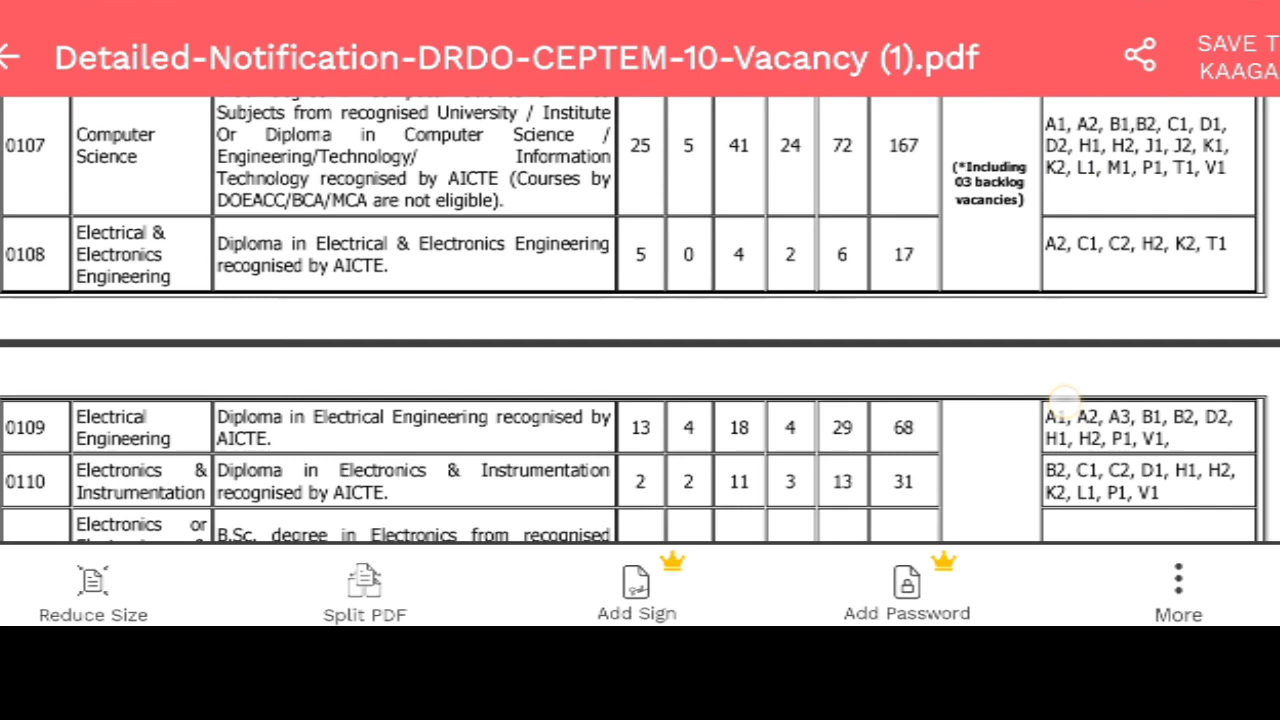 Detailed-Notification-DRDO-CEPTEM-10-Vacancy (1).pdf
SAVE T
KAAGA
0107
Computer
Science
Subjects from recognised University / Institute
Or Diploma in Computer Science /
Engineering/Technology/ Information
Technology recognised by AICTE (Courses by
DOEACC/BCA/MCA are not eligible).
25 5 41 24 72 167
(*Including
03 backlog
vacancies)
A1, A2, B1,B2, C1, D1,
D2, H1, H2, J1, J2, K1,
K2, L1, M1, P1, T1, V1
0108
Electrical &
Electronics
Engineering
Diploma in Electrical & Electronics Engineering
recognised by AICTE.
5 0 4 2 6 17
A2, C1, C2, H2, K2, T1
0109
Electrical
Engineering
Diploma in Electrical Engineering recognised by
AICTE.
13 4 18 4 29 68
A1, A2, A3, B1, B2, D2,
H1, H2, P1, V1,
0110
Electronics &
Instrumentation
Diploma in Electronics & Instrumentation
recognised by AICTE.
2 2 11 3 13 31
B2, C1, C2, D1, H1, H2,
K2, L1, P1, V1
Electronics or
B.Sc. degree in Electronics from recognised
Reduce Size
Split PDF
Add Sign
Add Password
More